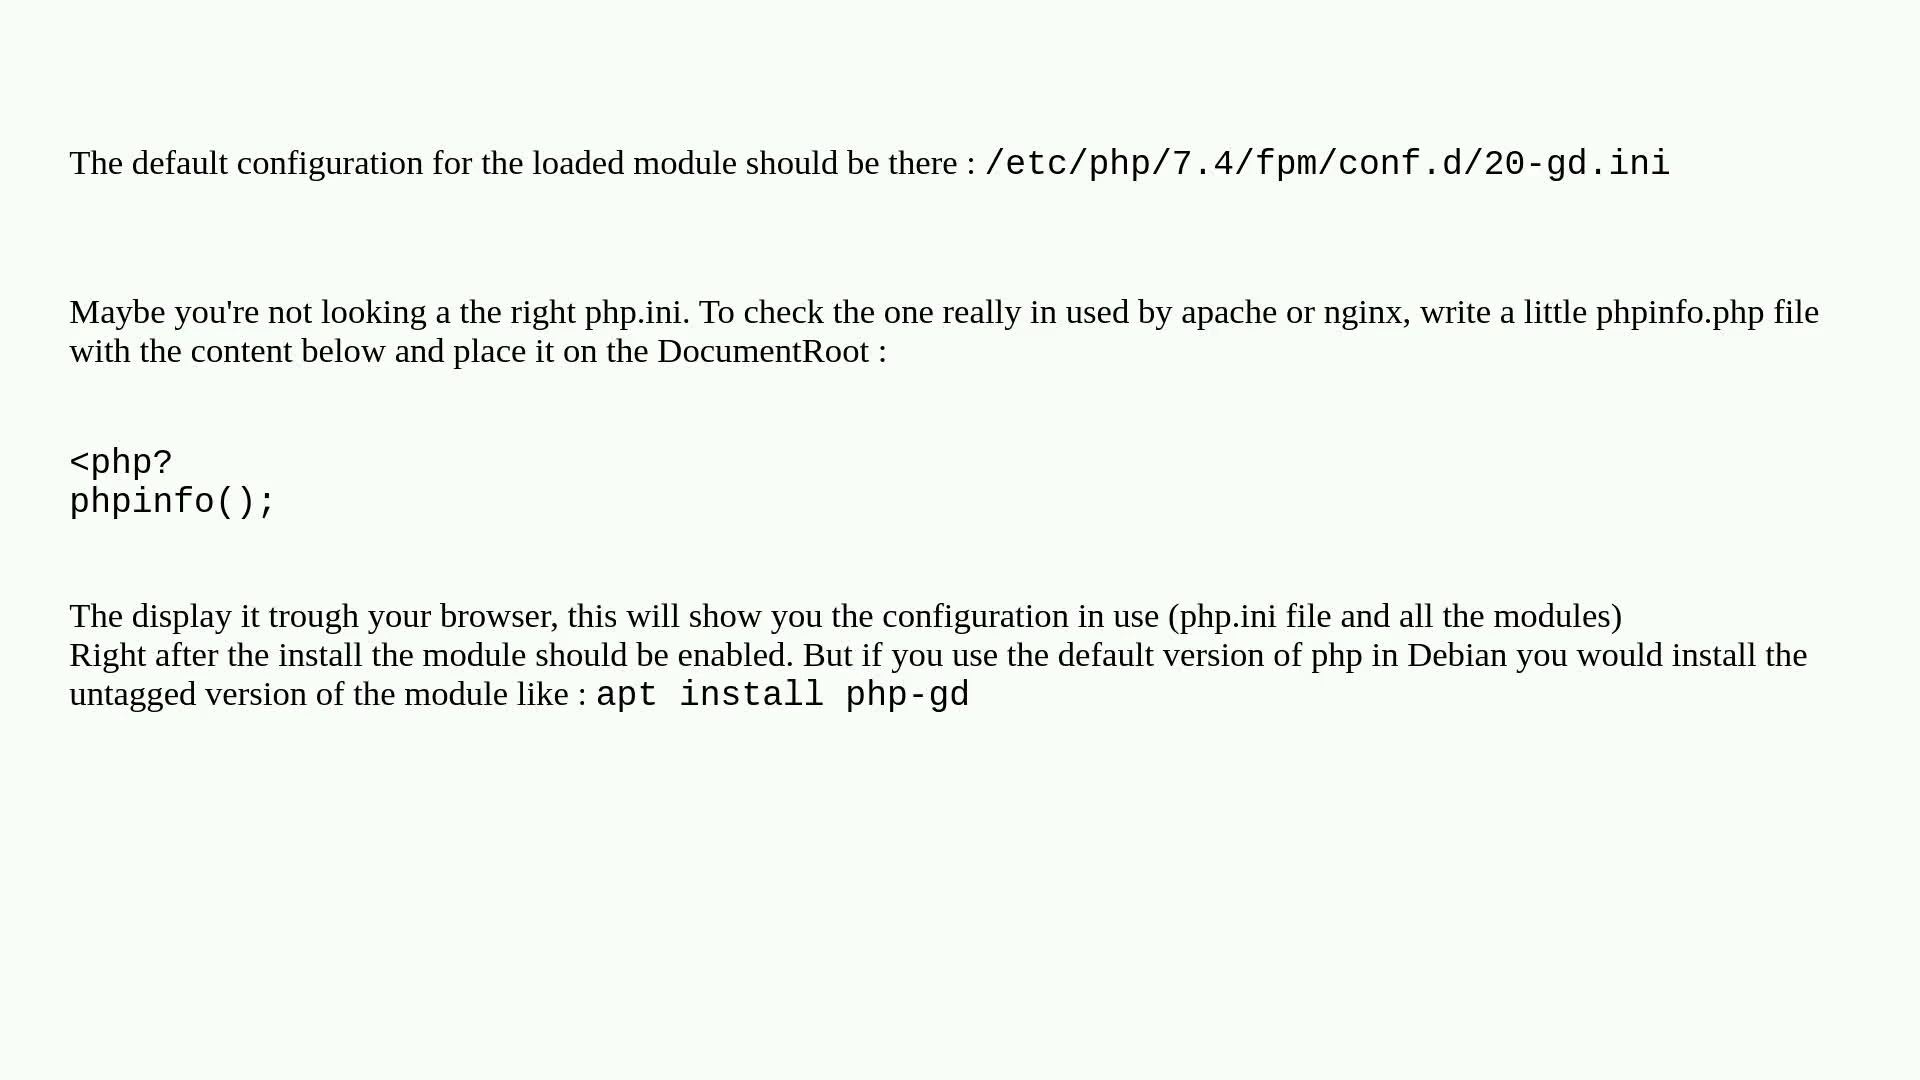 The default configuration for the loaded module should be there : /etc/php/7.4/fpm/conf.d/20-gd.ini
Maybe you're not looking a the right php.ini. To check the one really in used by apache or nginx, write a little phpinfo.php file
with the content below and place it on the DocumentRoot :
<php?
phpinfo();
The display it trough your browser, this will show you the configuration in use (php.ini file and all the modules)
Right after the install the module should be enabled. But if you use the default version of php in Debian you would install the
untagged version of the module like : apt install php-gd